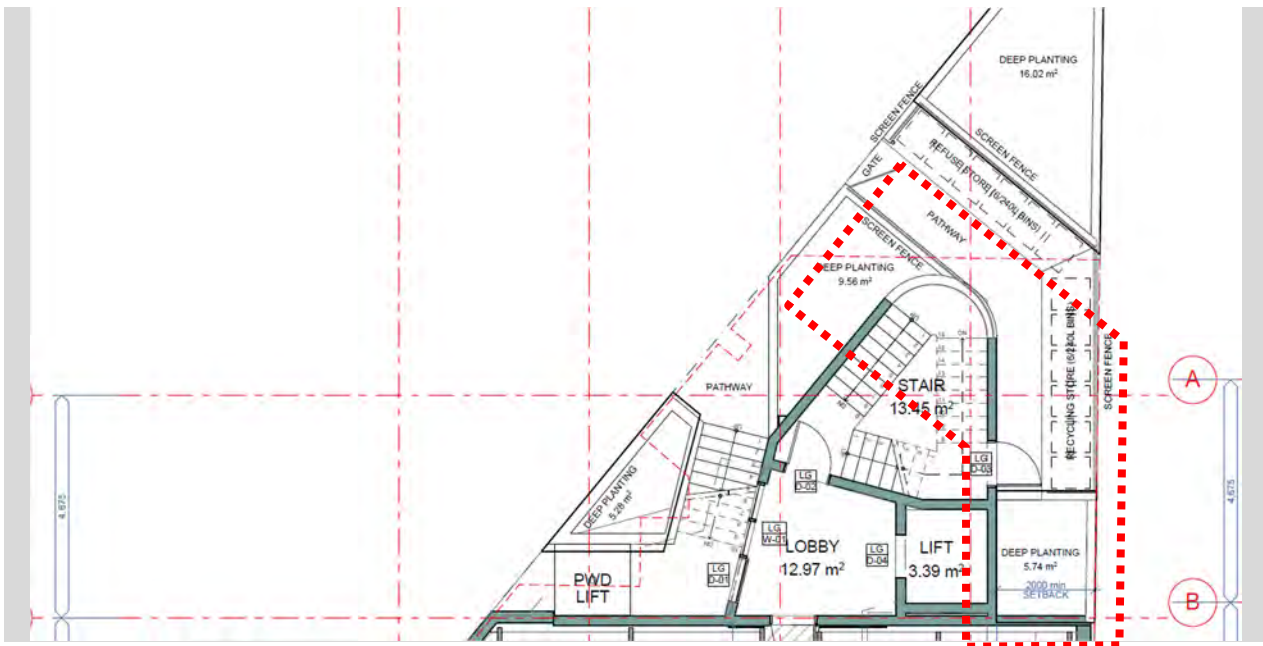 DEEP PLANTING
16.02 m²
SCREEN FENCE
SCREEN FENCE
REFUSE STORE (6/240L BINS)
GATE
PATHWAY
SCREEN FENCE
DEEP PLANTING
9.56 m²
RECYCLING STORE (6/240L BINS)
SCREEN FENCE
STAIR
13.45 m²
PATHWAY
A
4,675
4,675
DEEP PLANTING
5.28 m²
LG
D-02
LG
D-03
LG
W-01
LOBBY
12.97 m²
LG
D-04
LIFT
3.39 m²
DEEP PLANTING
5.74 m²
2000 min
SETBACK
LG
D-01
PWD
LIFT
B